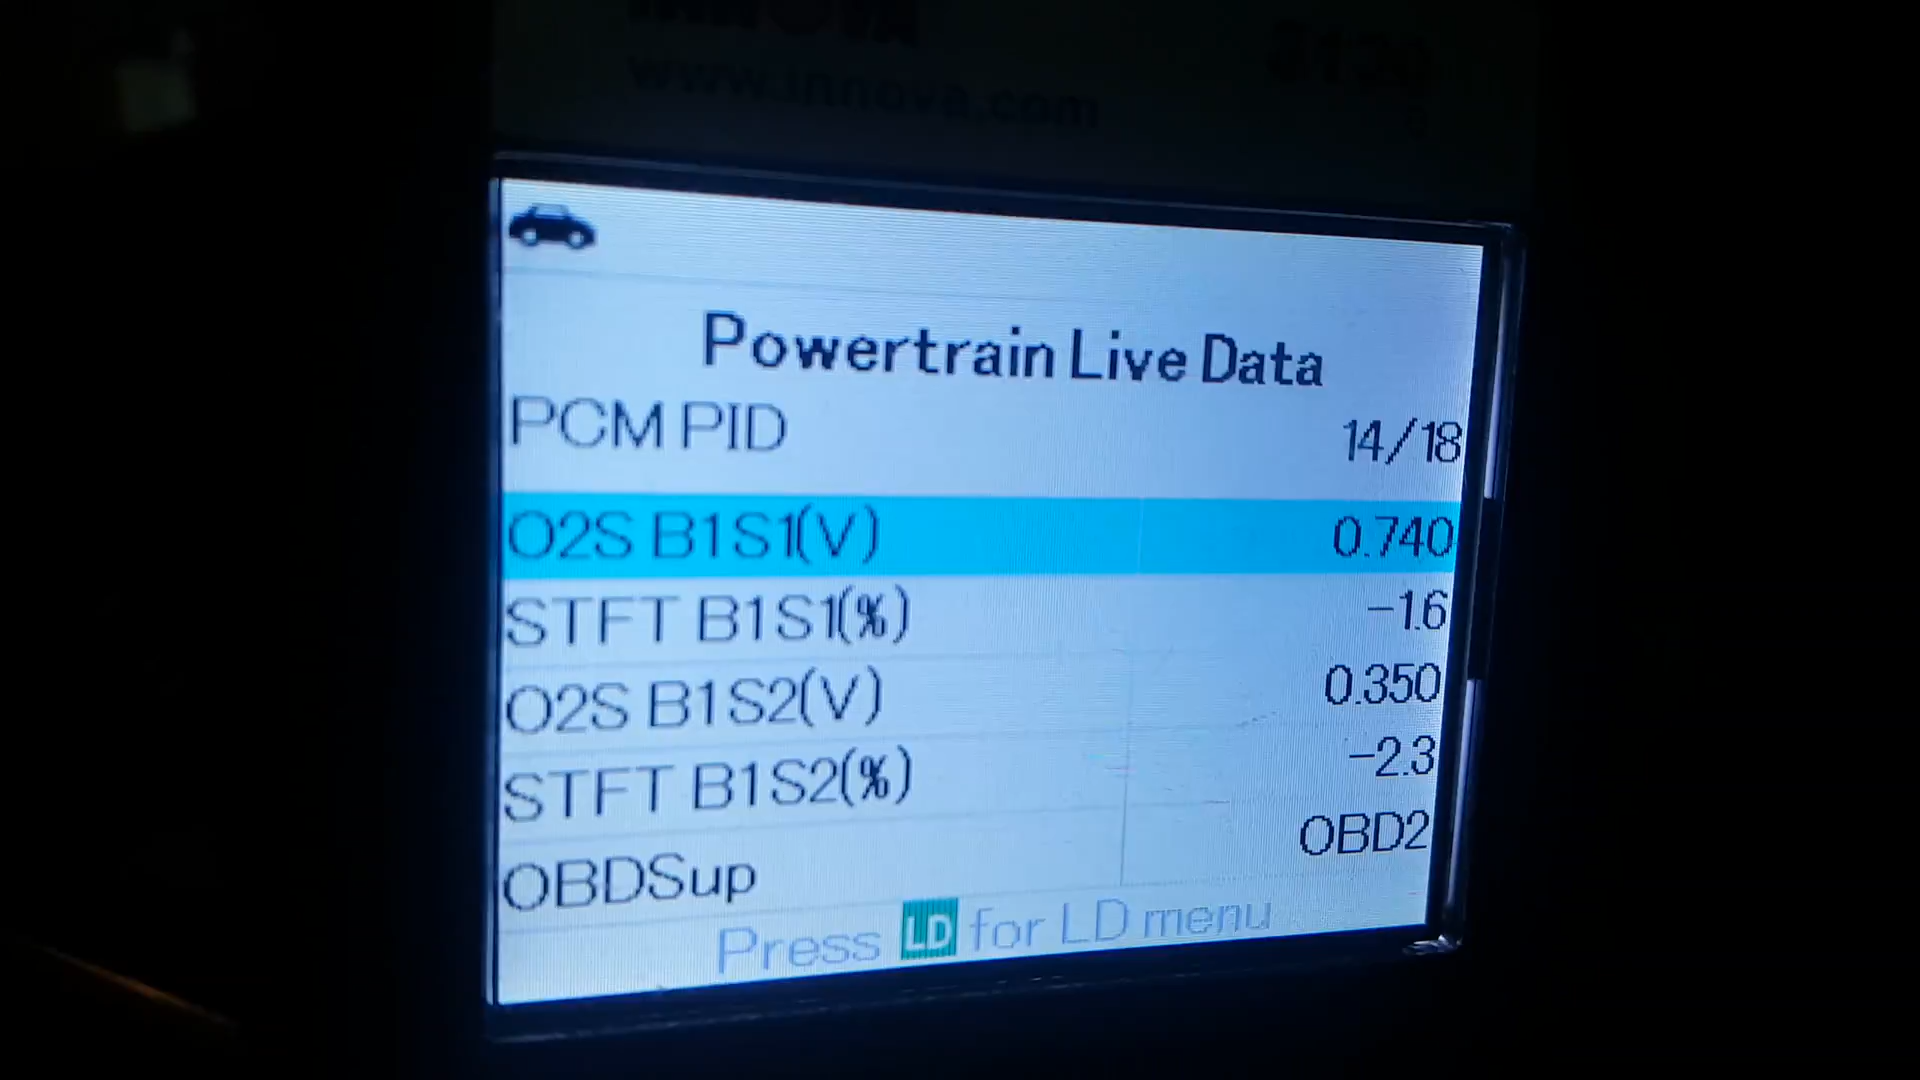 INNOVA
www.innova.com
Powertrain Live Data
PCM PID 14/18
O2S B1S1(V) 0.740
STFT B1S1(%) -1.6
O2S B1S2(V) 0.350
STFT B1S2(%) -2.3
OBDSup OBD2
Press LD for LD menu